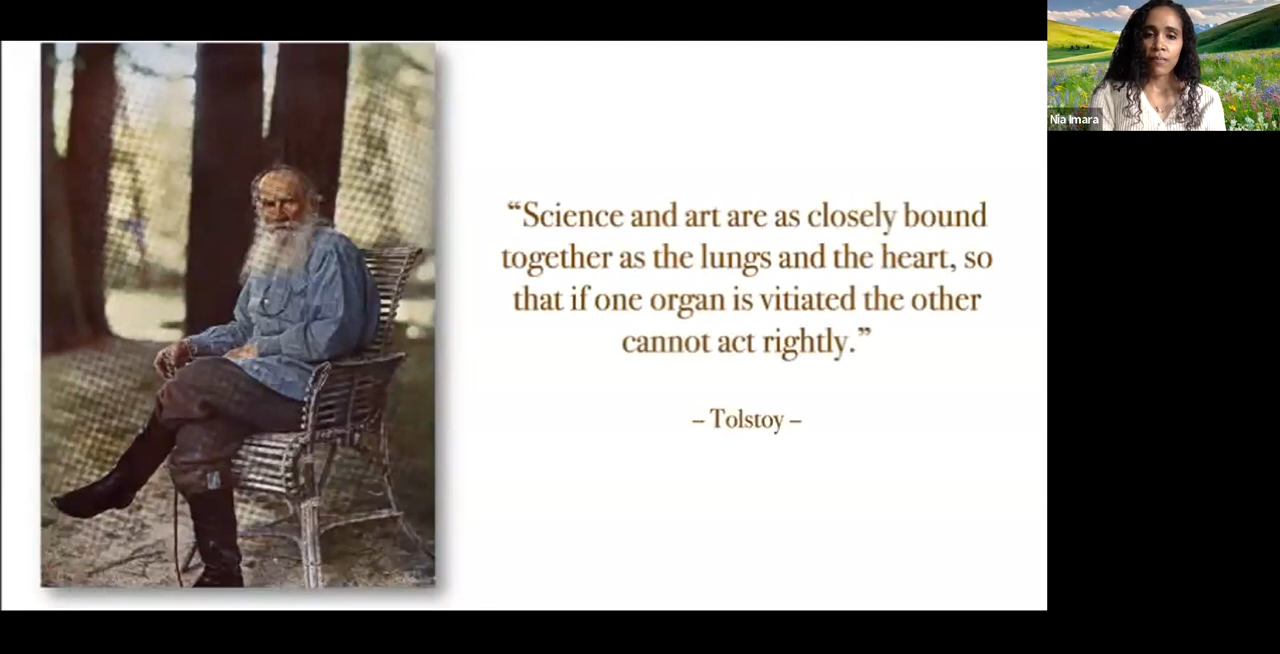 “Science and art are as closely bound
together as the lungs and the heart, so
that if one organ is vitiated the other
cannot act rightly.”
– Tolstoy –
Nia Imara